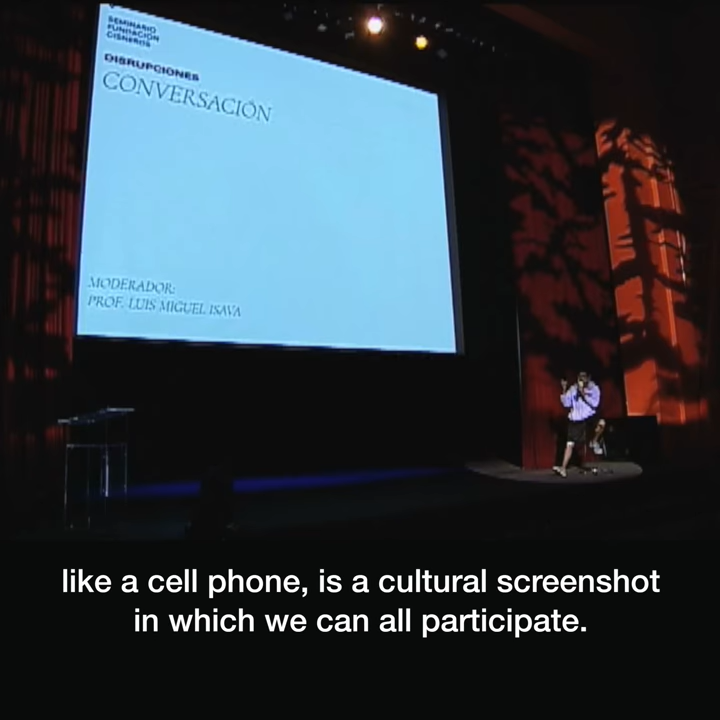 SEMINARIO
FUNDACIÓN
CISNEROS
DISRUPCIONES
CONVERSACIÓN
MODERADOR:
PROF. LUIS MIGUEL ISAVA
like a cell phone, is a cultural screenshot
in which we can all participate.